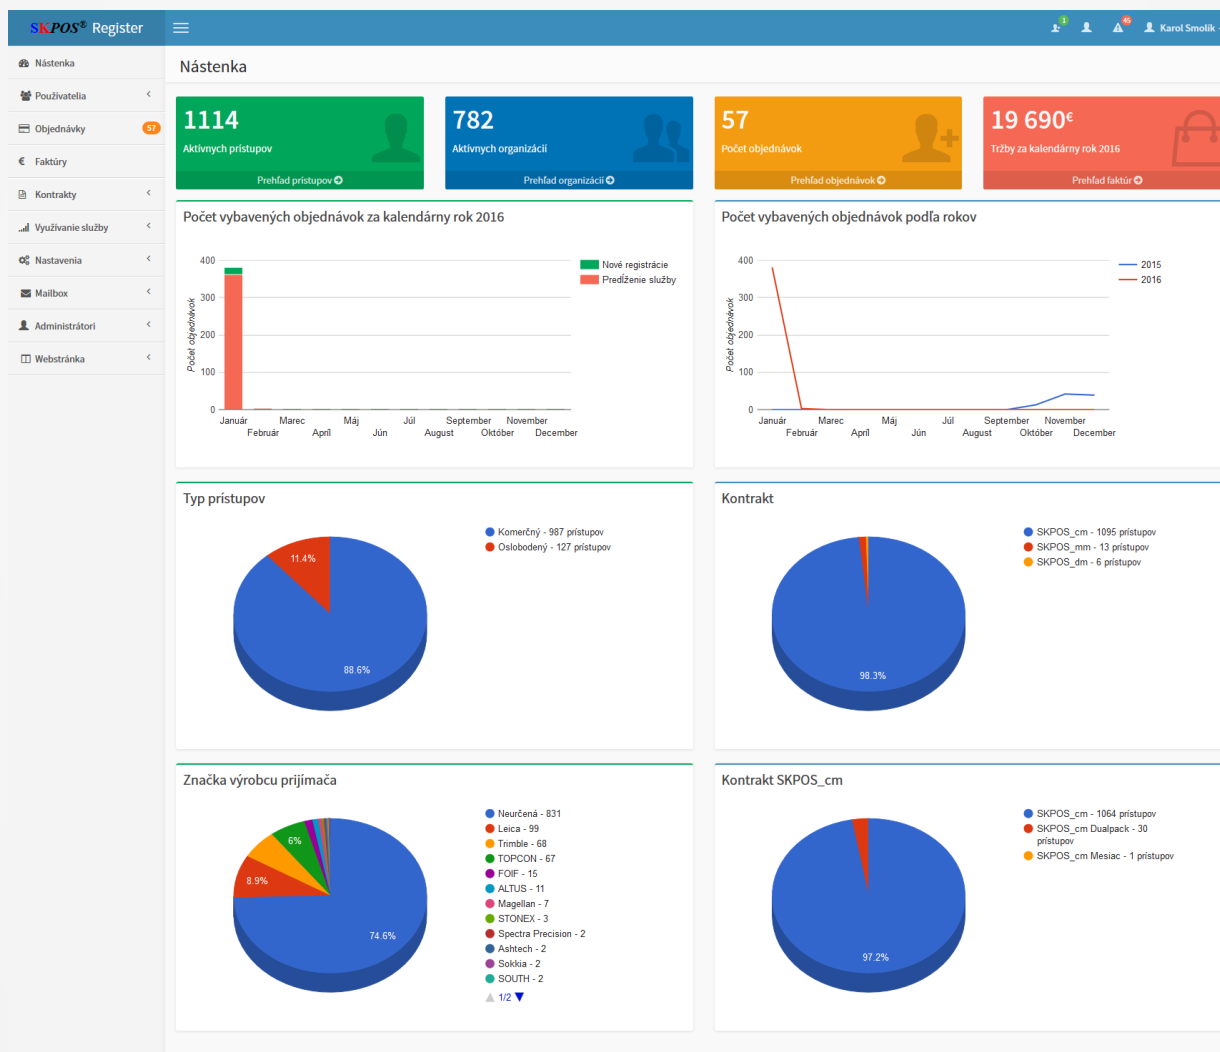 SKPOS® Register
1
45
Karol Smolík
Nástenka
Používatelia
Objednávky
57
Faktúry
Kontrakty
Využívanie služby
Nastavenia
Mailbox
Administrátori
Webstránka
Nástenka
1114
Aktívnych prístupov
Prehľad prístupov
782
Aktívnych organizácií
Prehľad organizácií
57
Počet objednávok
Prehľad objednávok
19 690€
Tržby za kalendárny rok 2016
Prehľad faktúr
Počet vybavených objednávok za kalendárny rok 2016
Počet objednávok
400
300
200
100
0
Január
Február
Marec
Apríl
Máj
Jún
Júl
August
September
Október
November
December
Nové registrácie
Predĺženie služby
Počet vybavených objednávok podľa rokov
Počet objednávok
400
300
200
100
0
Január
Február
Marec
Apríl
Máj
Jún
Júl
August
September
Október
November
December
2015
2016
Typ prístupov
11.4%
88.6%
Komerčný - 987 prístupov
Oslobodený - 127 prístupov
Kontrakt
98.3%
SKPOS_cm - 1095 prístupov
SKPOS_mm - 13 prístupov
SKPOS_dm - 6 prístupov
Značka výrobcu prijímača
6%
8.9%
74.6%
Neurčená - 831
Leica - 99
Trimble - 68
TOPCON - 67
FOIF - 15
ALTUS - 11
Magellan - 7
STONEX - 3
Spectra Precision - 2
Ashtech - 2
Sokkia - 2
SOUTH - 2
1/2
Kontrakt SKPOS_cm
97.2%
SKPOS_cm - 1064 prístupov
SKPOS_cm Dualpack - 30
prístupov
SKPOS_cm Mesiac - 1 prístupov